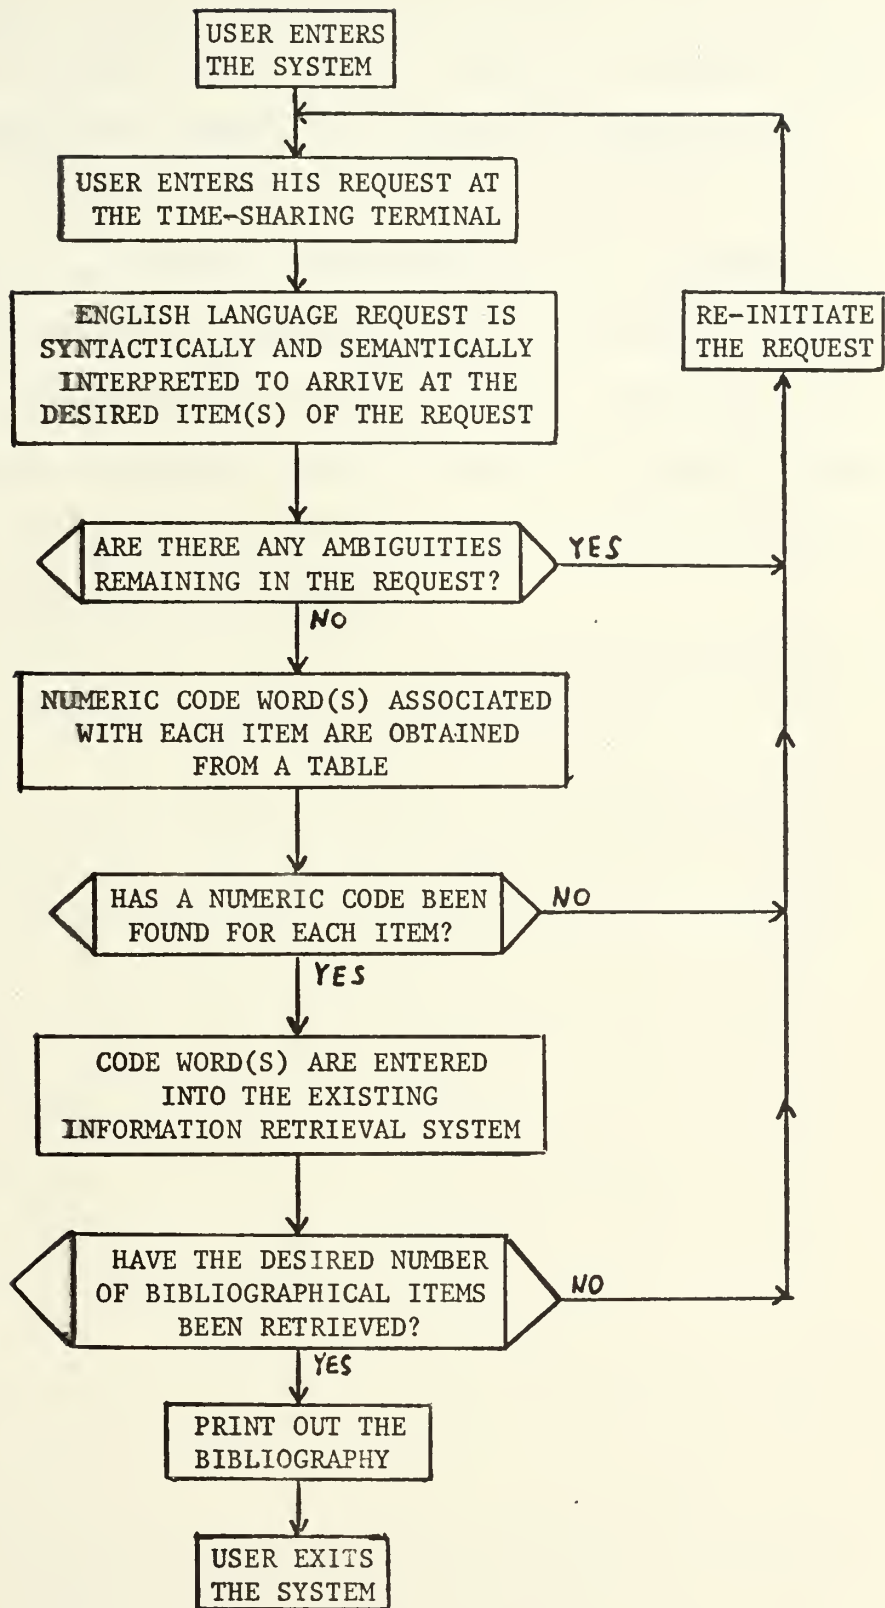 USER ENTERS
THE SYSTEM
USER ENTERS HIS REQUEST AT
THE TIME-SHARING TERMINAL
ENGLISH LANGUAGE REQUEST IS
SYNTACTICALLY AND SEMANTICALLY
INTERPRETED TO ARRIVE AT THE
DESIRED ITEM(S) OF THE REQUEST
RE-INITIATE
THE REQUEST
ARE THERE ANY AMBIGUITIES
REMAINING IN THE REQUEST?
YES
NO
NUMERIC CODE WORD(S) ASSOCIATED
WITH EACH ITEM ARE OBTAINED
FROM A TABLE
HAS A NUMERIC CODE BEEN
FOUND FOR EACH ITEM?
NO
YES
CODE WORD(S) ARE ENTERED
INTO THE EXISTING
INFORMATION RETRIEVAL SYSTEM
HAVE THE DESIRED NUMBER
OF BIBLIOGRAPHICAL ITEMS
BEEN RETRIEVED?
NO
YES
PRINT OUT THE
BIBLIOGRAPHY
USER EXITS
THE SYSTEM